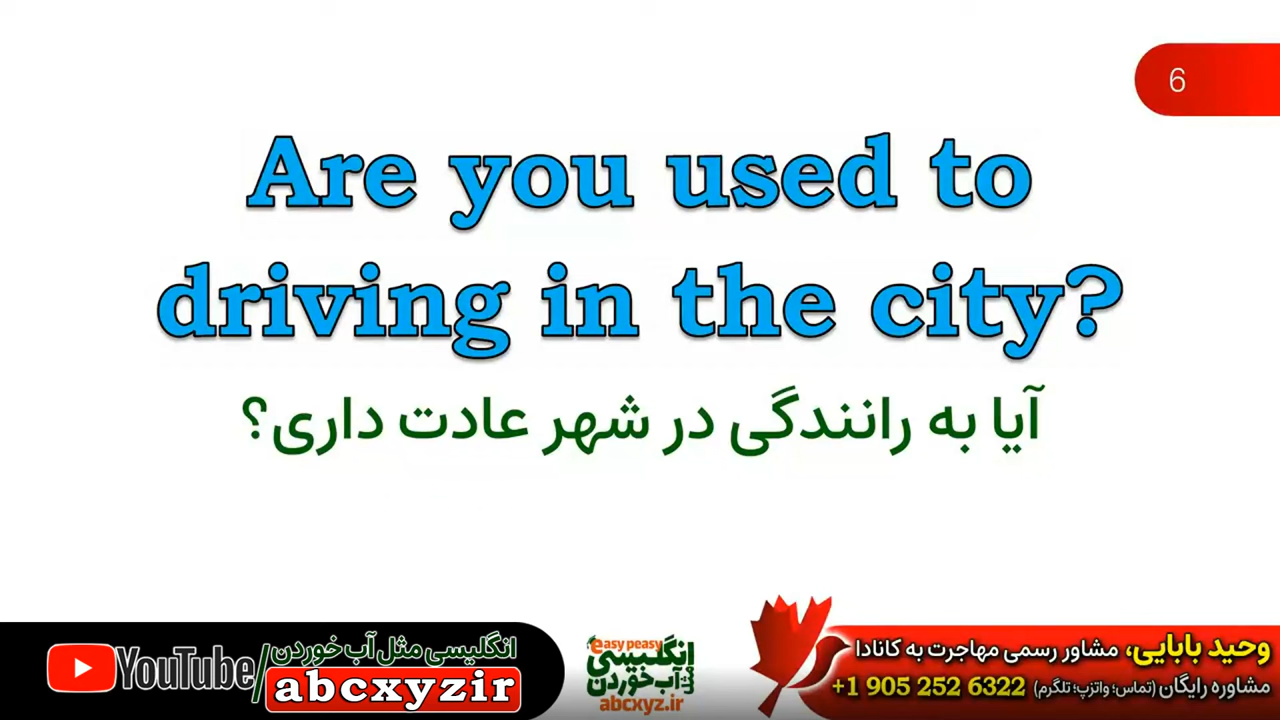 6
Are you used to
driving in the city?
آیا به رانندگی در شهر عادت داری؟
YouTube/
انگلیسی مثل آب خوردن
abcxyzir
easy peasy
انگلیسی
مثل آب خوردن
abcxyz.ir
وحید بابایی، مشاور رسمی مهاجرت به کانادا
مشاوره رایگان (تماس؛ واتزپ؛ تلگرم) +1 905 252 6322